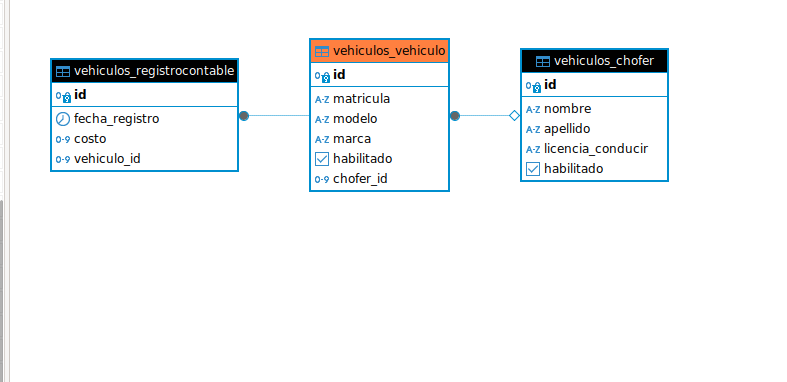 vehiculos_registrocontable
id
fecha_registro
costo
vehiculo_id
vehiculos_vehiculo
id
matricula
modelo
marca
habilitado
chofer_id
vehiculos_chofer
id
nombre
apellido
licencia_conducir
habilitado